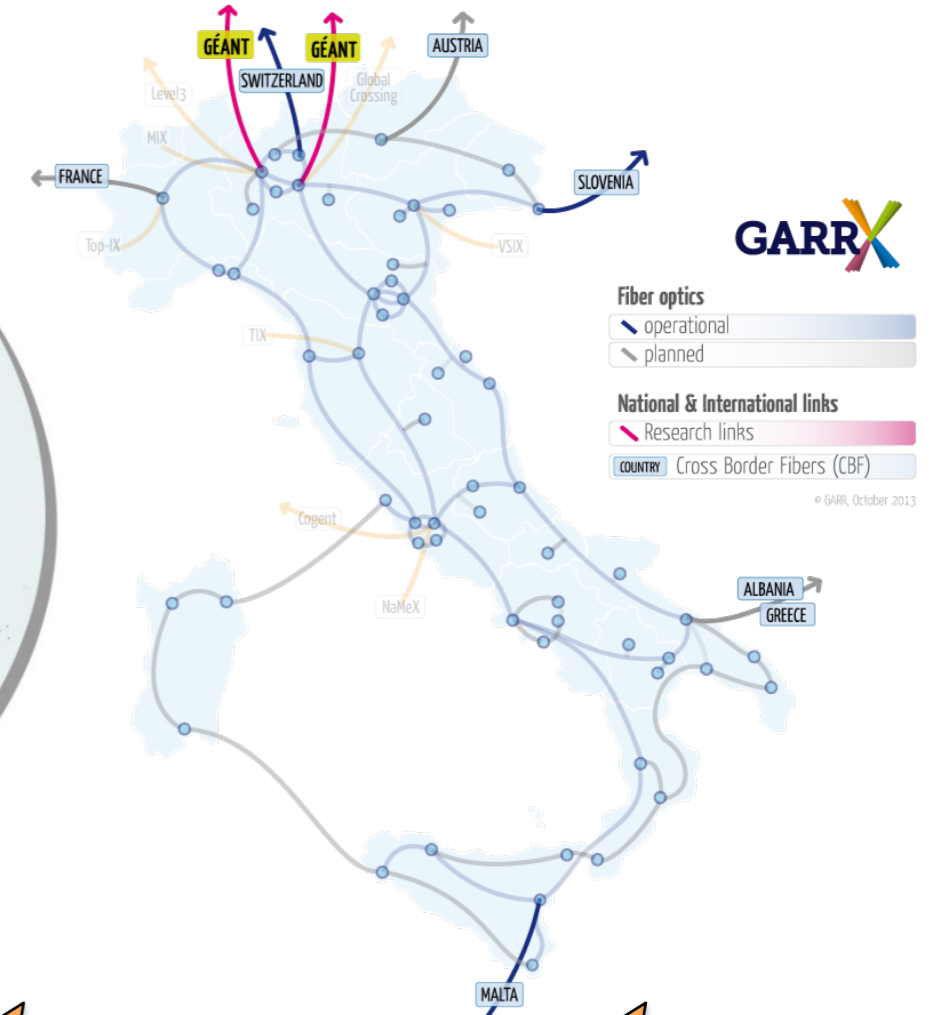 GÉANT
GÉANT
AUSTRIA
SWITZERLAND
Global
Crossing
Level3
MIX
FRANCE
SLOVENIA
Top-IX
VSIX
GARRX
Fiber optics
operational
planned
TIX
National & International links
Research links
COUNTRY Cross Border Fibers (CBF)
© GARR, October 2013
Cogent
NaMeX
ALBANIA
GREECE
MALTA